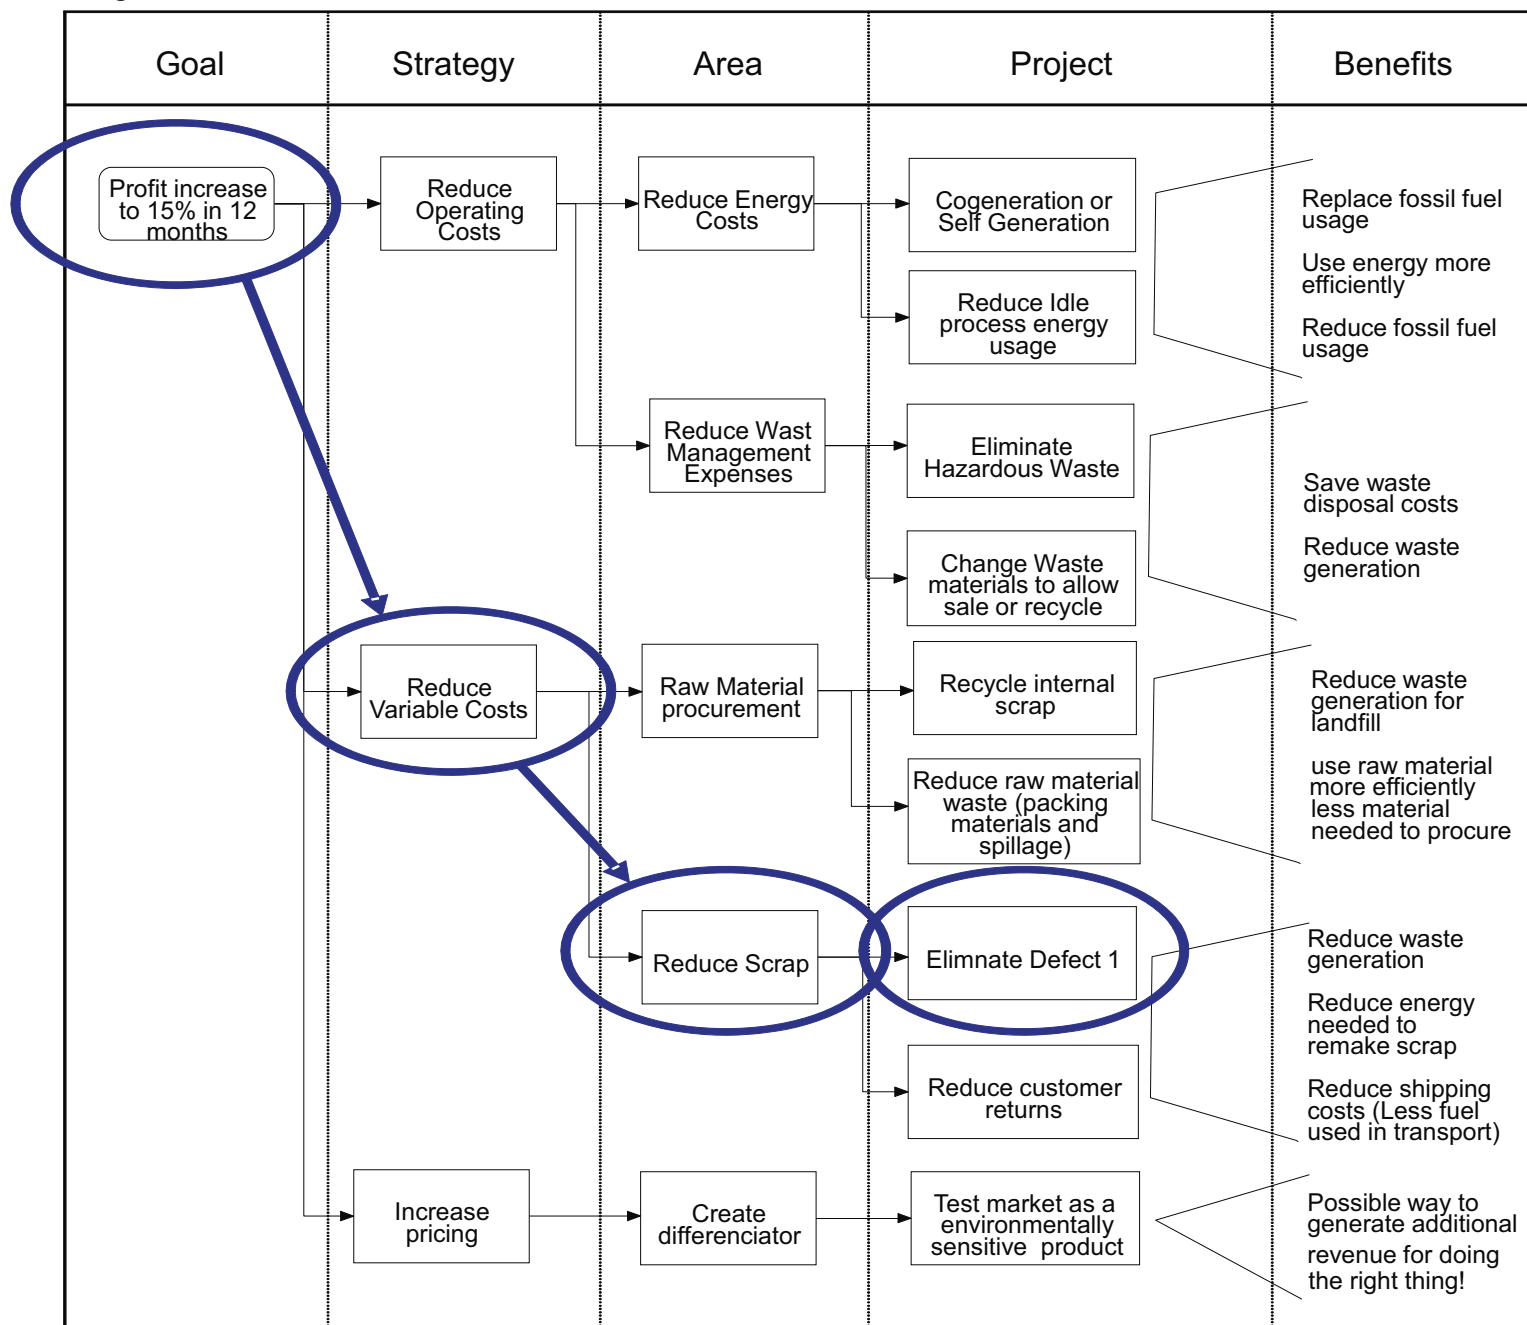 Goal
Strategy
Area
Project
Benefits
Profit increase
to 15% in 12
months
Reduce
Operating
Costs
Reduce Energy
Costs
Cogeneration or
Self Generation
Replace fossil fuel
usage
Use energy more
efficiently
Reduce fossil fuel
usage
Reduce Idle
process energy
usage
Reduce Wast
Management
Expenses
Eliminate
Hazardous Waste
Save waste
disposal costs
Reduce waste
generation
Change Waste
materials to allow
sale or recycle
Reduce
Variable Costs
Raw Material
procurement
Recycle internal
scrap
Reduce waste
generation for
landfill
use raw material
more efficiently
less material
needed to procure
Reduce raw material
waste (packing
materials and
spillage)
Reduce Scrap
Elimnate Defect 1
Reduce waste
generation
Reduce energy
needed to
remake scrap
Reduce shipping
costs (Less fuel
used in transport)
Reduce customer
returns
Increase
pricing
Create
differenciator
Test market as a
environmentally
sensitive product
Possible way to
generate additional
revenue for doing
the right thing!